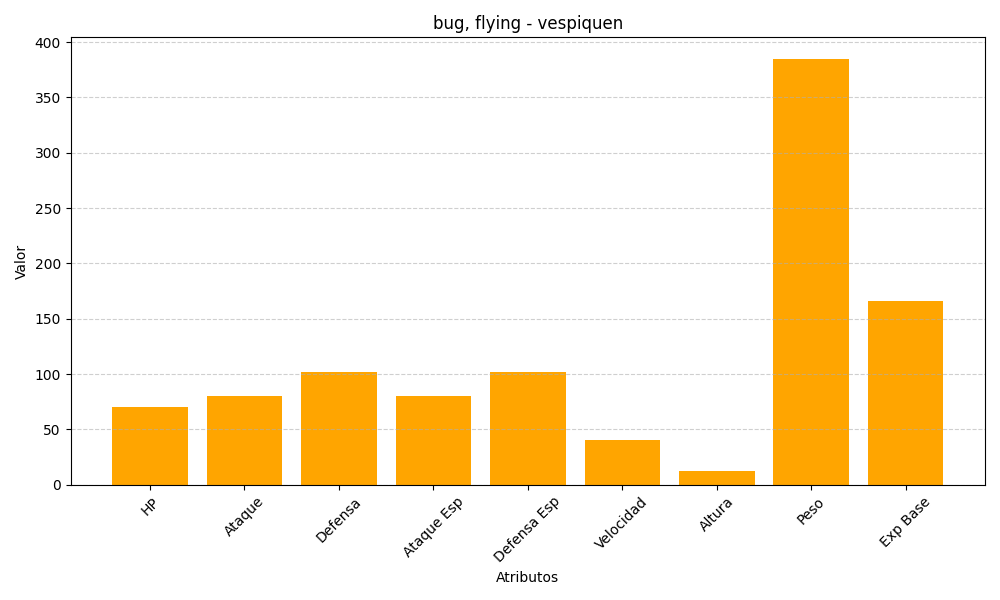 bug, flying - vespiquen
400
350
300
250
200
150
100
50
0
Valor
HP
Ataque
Defensa
Ataque Esp
Defensa Esp
Velocidad
Altura
Peso
Exp Base
Atributos